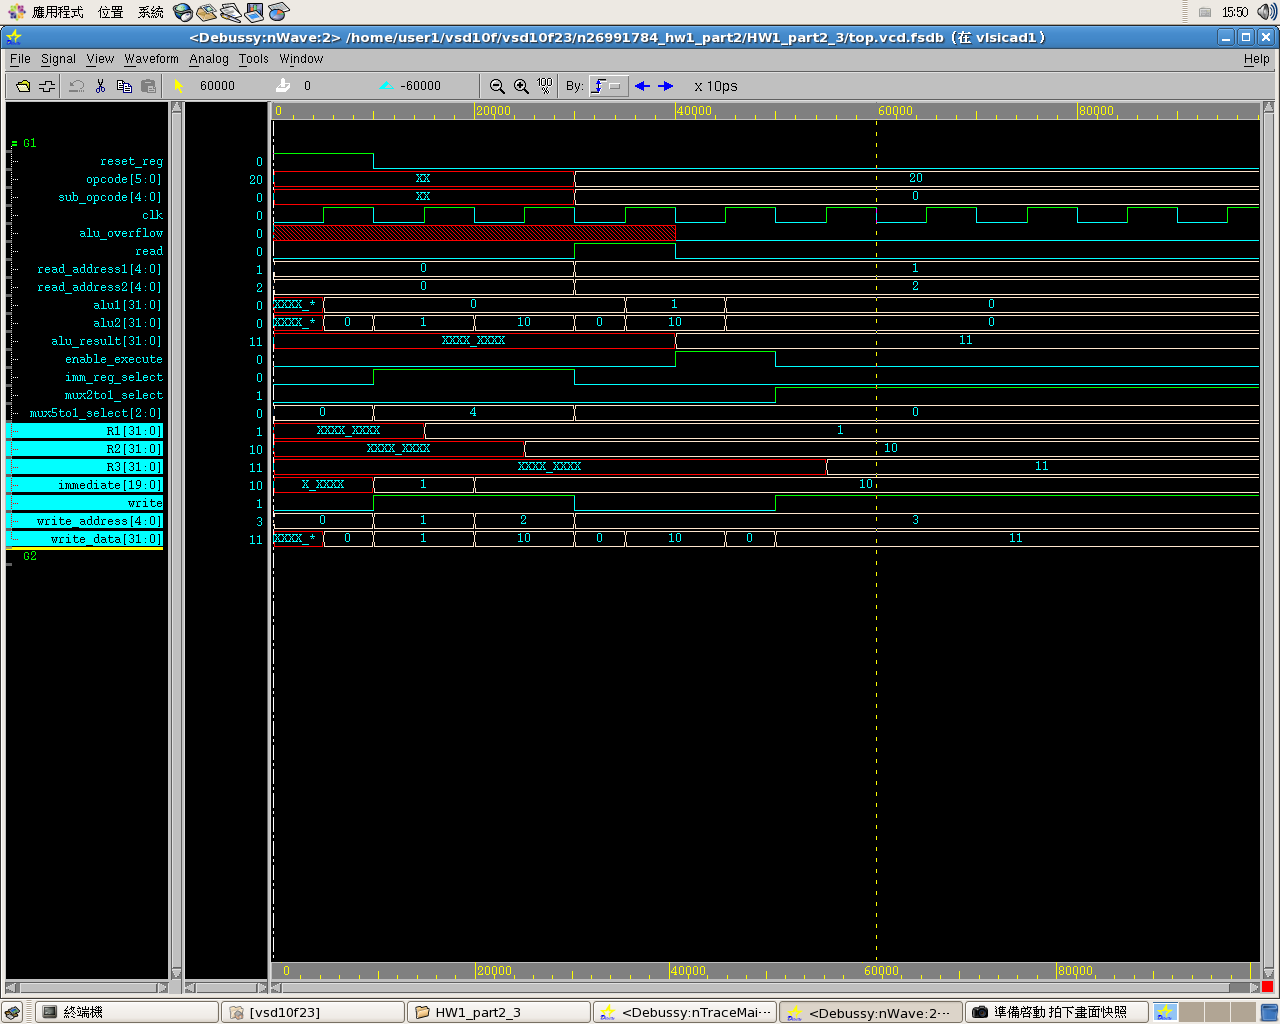 應用程式 位置 系統 15:50
<Debussy:nWave:2> /home/user1/vsd10f/vsd10f23/n26991784_hw1_part2/HW1_part2_3/top.vcd.fsdb (在 vlsicad1)
File Signal View Waveform Analog Tools Window Help
60000 0 -60000 100 % By: x 10ps
0 20000 40000 60000 80000
G1
reset_reg 0
opcode[5:0] 20 XX 20
sub_opcode[4:0] 0 XX 0
clk 0
alu_overflow 0
read 0
read_address1[4:0] 1 0 1
read_address2[4:0] 2 0 2
alu1[31:0] 0 XXXX_* 0 1 0
alu2[31:0] 0 XXXX_* 0 1 10 0 10 0
alu_result[31:0] 11 XXXX_XXXX 11
enable_execute 0
imm_reg_select 0
mux2to1_select 1
mux5to1_select[2:0] 0 0 4 0
R1[31:0] 1 XXXX_XXXX 1
R2[31:0] 10 XXXX_XXXX 10
R3[31:0] 11 XXXX_XXXX 11
immediate[19:0] 10 X_XXXX 1 10
write 1
write_address[4:0] 3 0 1 2 3
write_data[31:0] 11 XXXX_* 0 1 10 0 10 0 11
G2
0 20000 40000 60000 80000
終端機 [vsd10f23] HW1_part2_3 <Debussy:nTraceMai... <Debussy:nWave:2... 準備啓動 拍下畫面快照